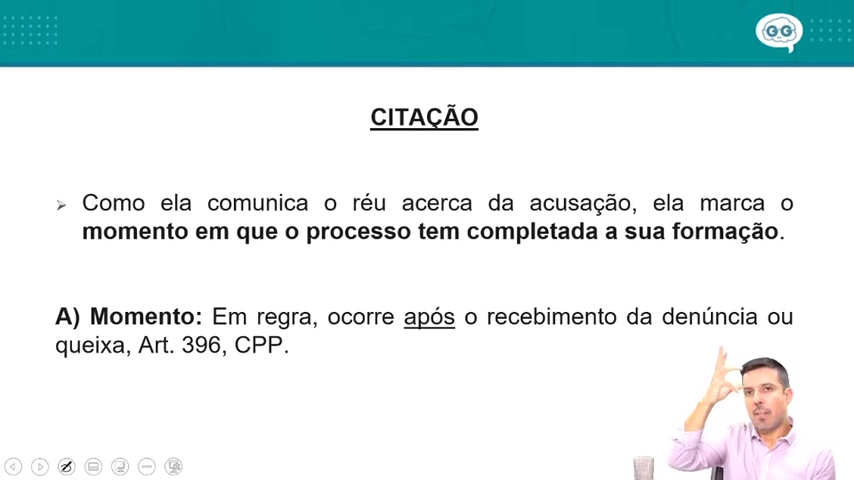 GG
CITAÇÃO
Como ela comunica o réu acerca da acusação, ela marca o
momento em que o processo tem completada a sua formação.
A) Momento: Em regra, ocorre após o recebimento da denúncia ou
queixa, Art. 396, CPP.